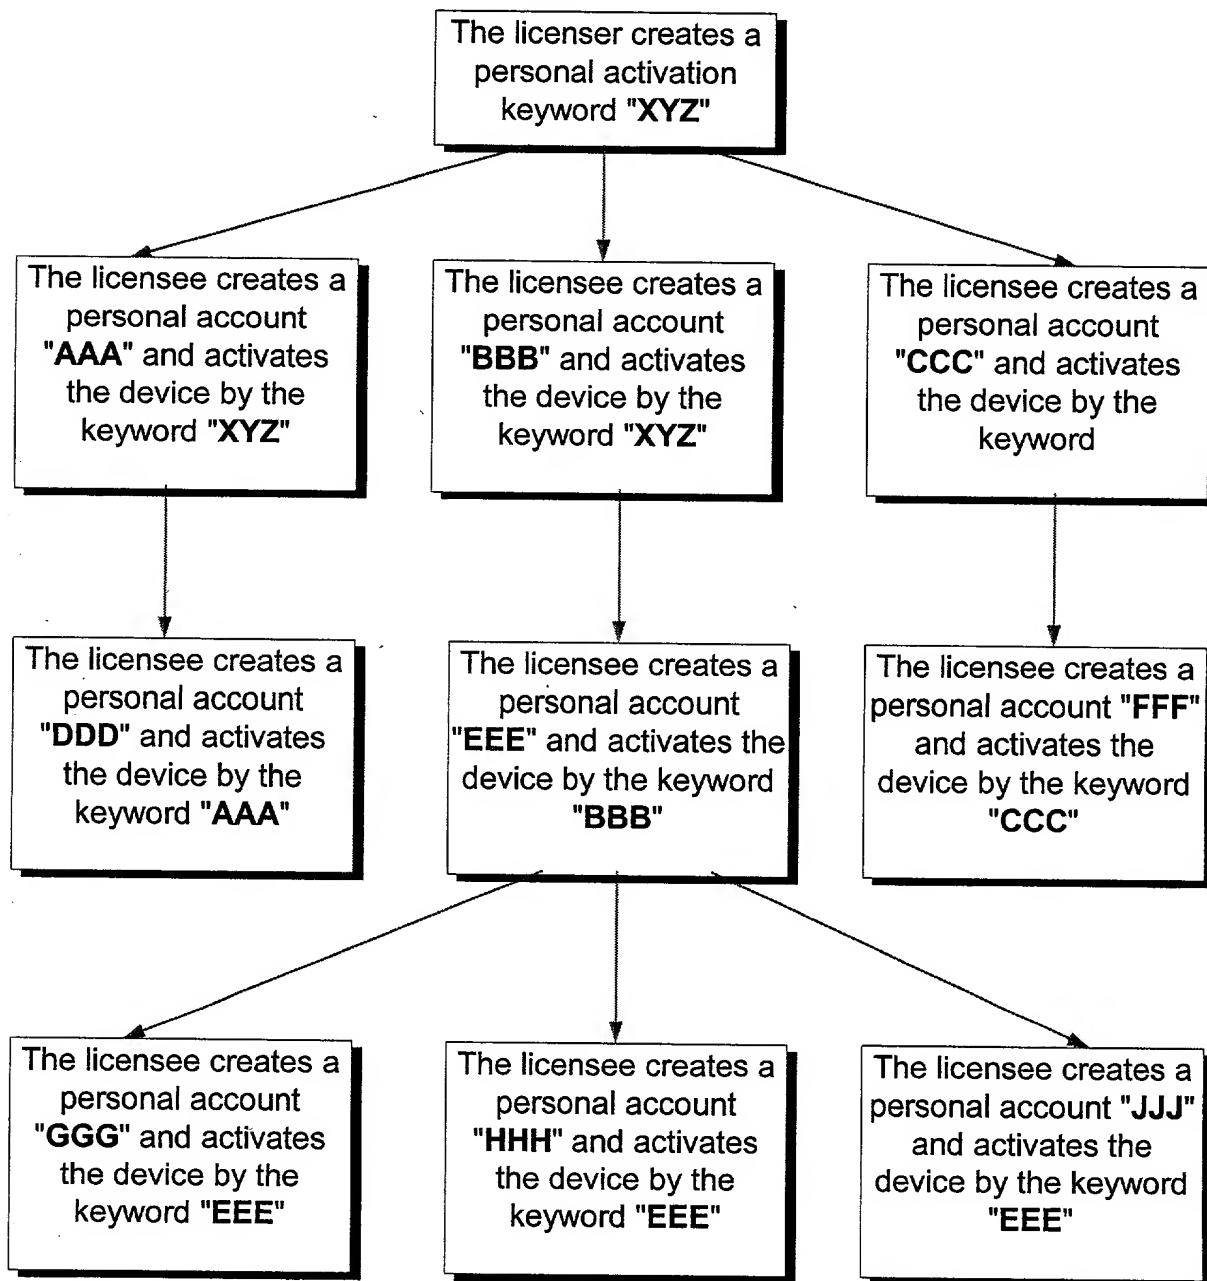 The licenser creates a
personal activation
keyword "XYZ"
The licensee creates a
personal account
"AAA" and activates
the device by the
keyword "XYZ"
The licensee creates a
personal account
"BBB" and activates
the device by the
keyword "XYZ"
The licensee creates a
personal account
"CCC" and activates
the device by the
keyword
The licensee creates a
personal account
"DDD" and activates
the device by the
keyword "AAA"
The licensee creates a
personal account
"EEE" and activates the
device by the keyword
"BBB"
The licensee creates a
personal account "FFF"
and activates the
device by the keyword
"CCC"
The licensee creates a
personal account
"GGG" and activates
the device by the
keyword "EEE"
The licensee creates a
personal account
"HHH" and activates
the device by the
keyword "EEE"
The licensee creates a
personal account "JJJ"
and activates the
device by the keyword
"EEE"